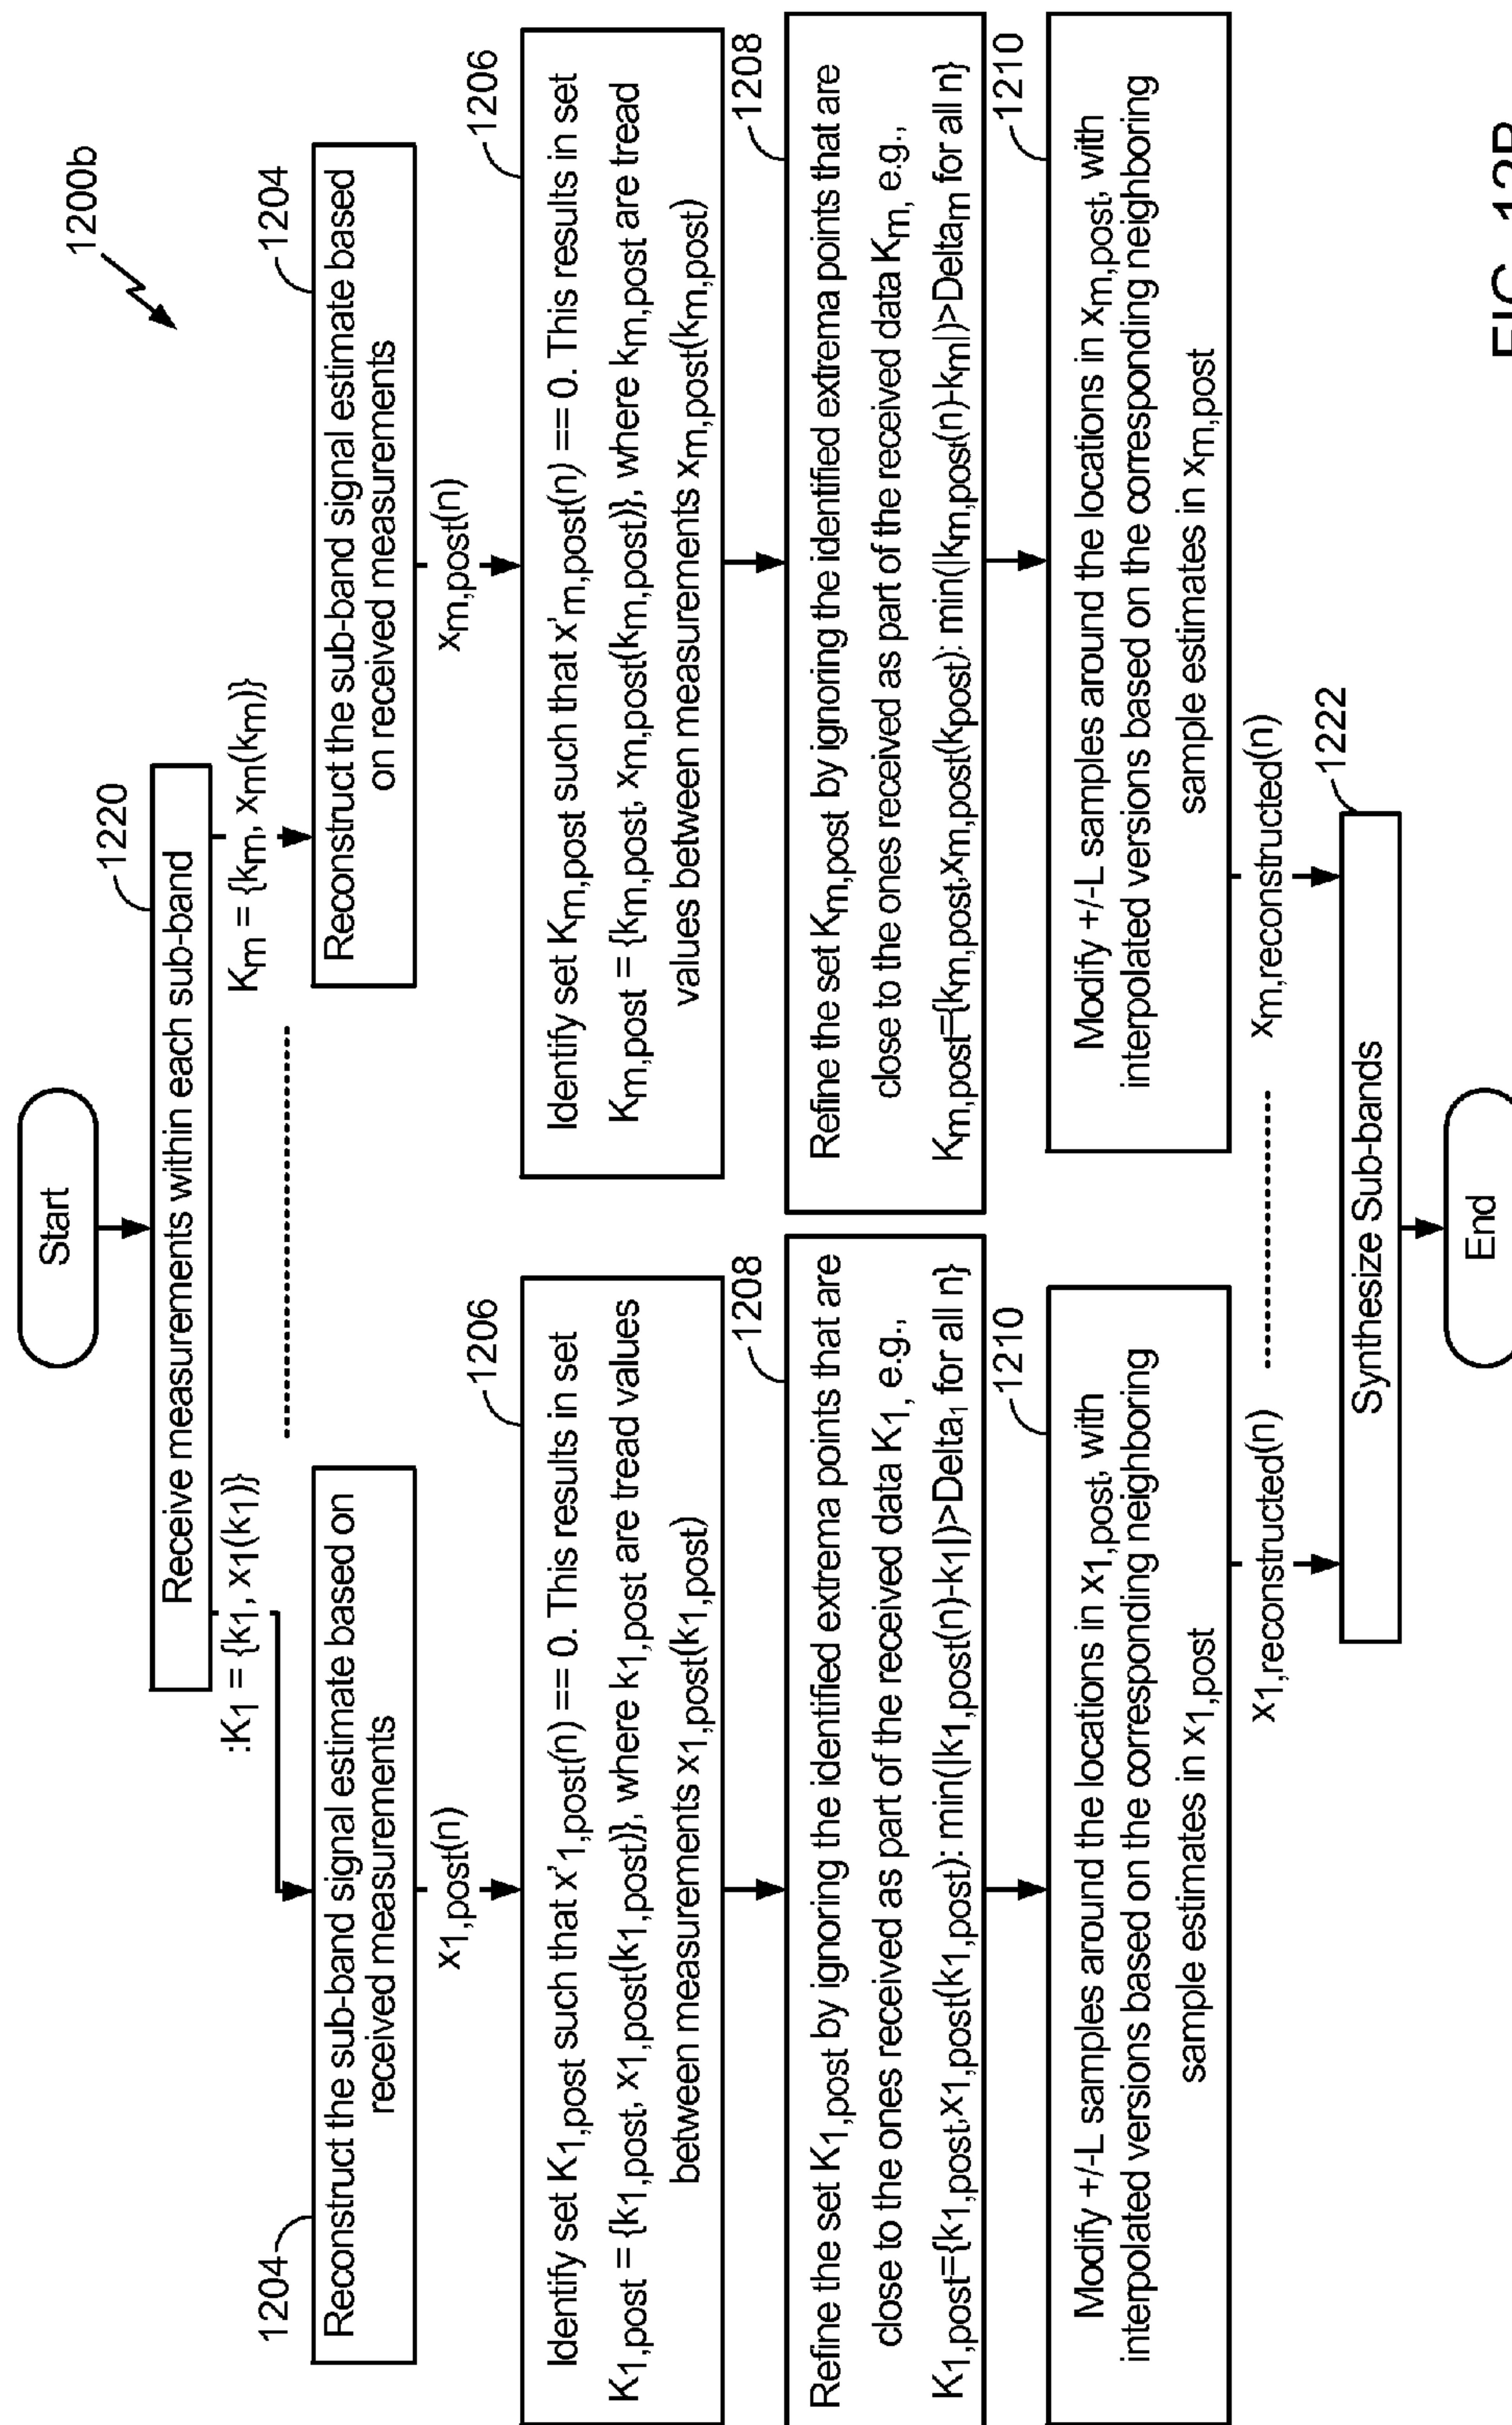 1200b
Start
1220
Receive measurements within each sub-band
:K1 = {k1, x1(k1)}
Km = {km, xm(km)}
1204
Reconstruct the sub-band signal estimate based on
received measurements
1204
Reconstruct the sub-band signal estimate based
on received measurements
x1,post(n)
xm,post(n)
1206
Identify set K1,post such that x'1,post(n) == 0. This results in set
K1,post = {k1,post, x1,post(k1,post)}, where k1,post are tread values
between measurements x1,post(k1,post)
1206
Identify set Km,post such that x'm,post(n) == 0. This results in set
Km,post = {km,post, xm,post(km,post)}, where km,post are tread
values between measurements xm,post(km,post)
1208
Refine the set K1,post by ignoring the identified extrema points that are
close to the ones received as part of the received data K1, e.g.,
K1,post={k1,post,x1,post(k1,post): min(|k1,post(n)-k1|)>Delta1 for all n}
1208
Refine the set Km,post by ignoring the identified extrema points that are
close to the ones received as part of the received data Km, e.g.,
Km,post={km,post,xm,post(kpost): min(|km,post(n)-km|)>Deltam for all n}
1210
Modify +/-L samples around the locations in x1,post, with
interpolated versions based on the corresponding neighboring
sample estimates in x1,post
1210
Modify +/-L samples around the locations in xm,post, with
interpolated versions based on the corresponding neighboring
sample estimates in xm,post
x1,reconstructed(n)
xm,reconstructed(n)
1222
Synthesize Sub-bands
End
FIG. 12B